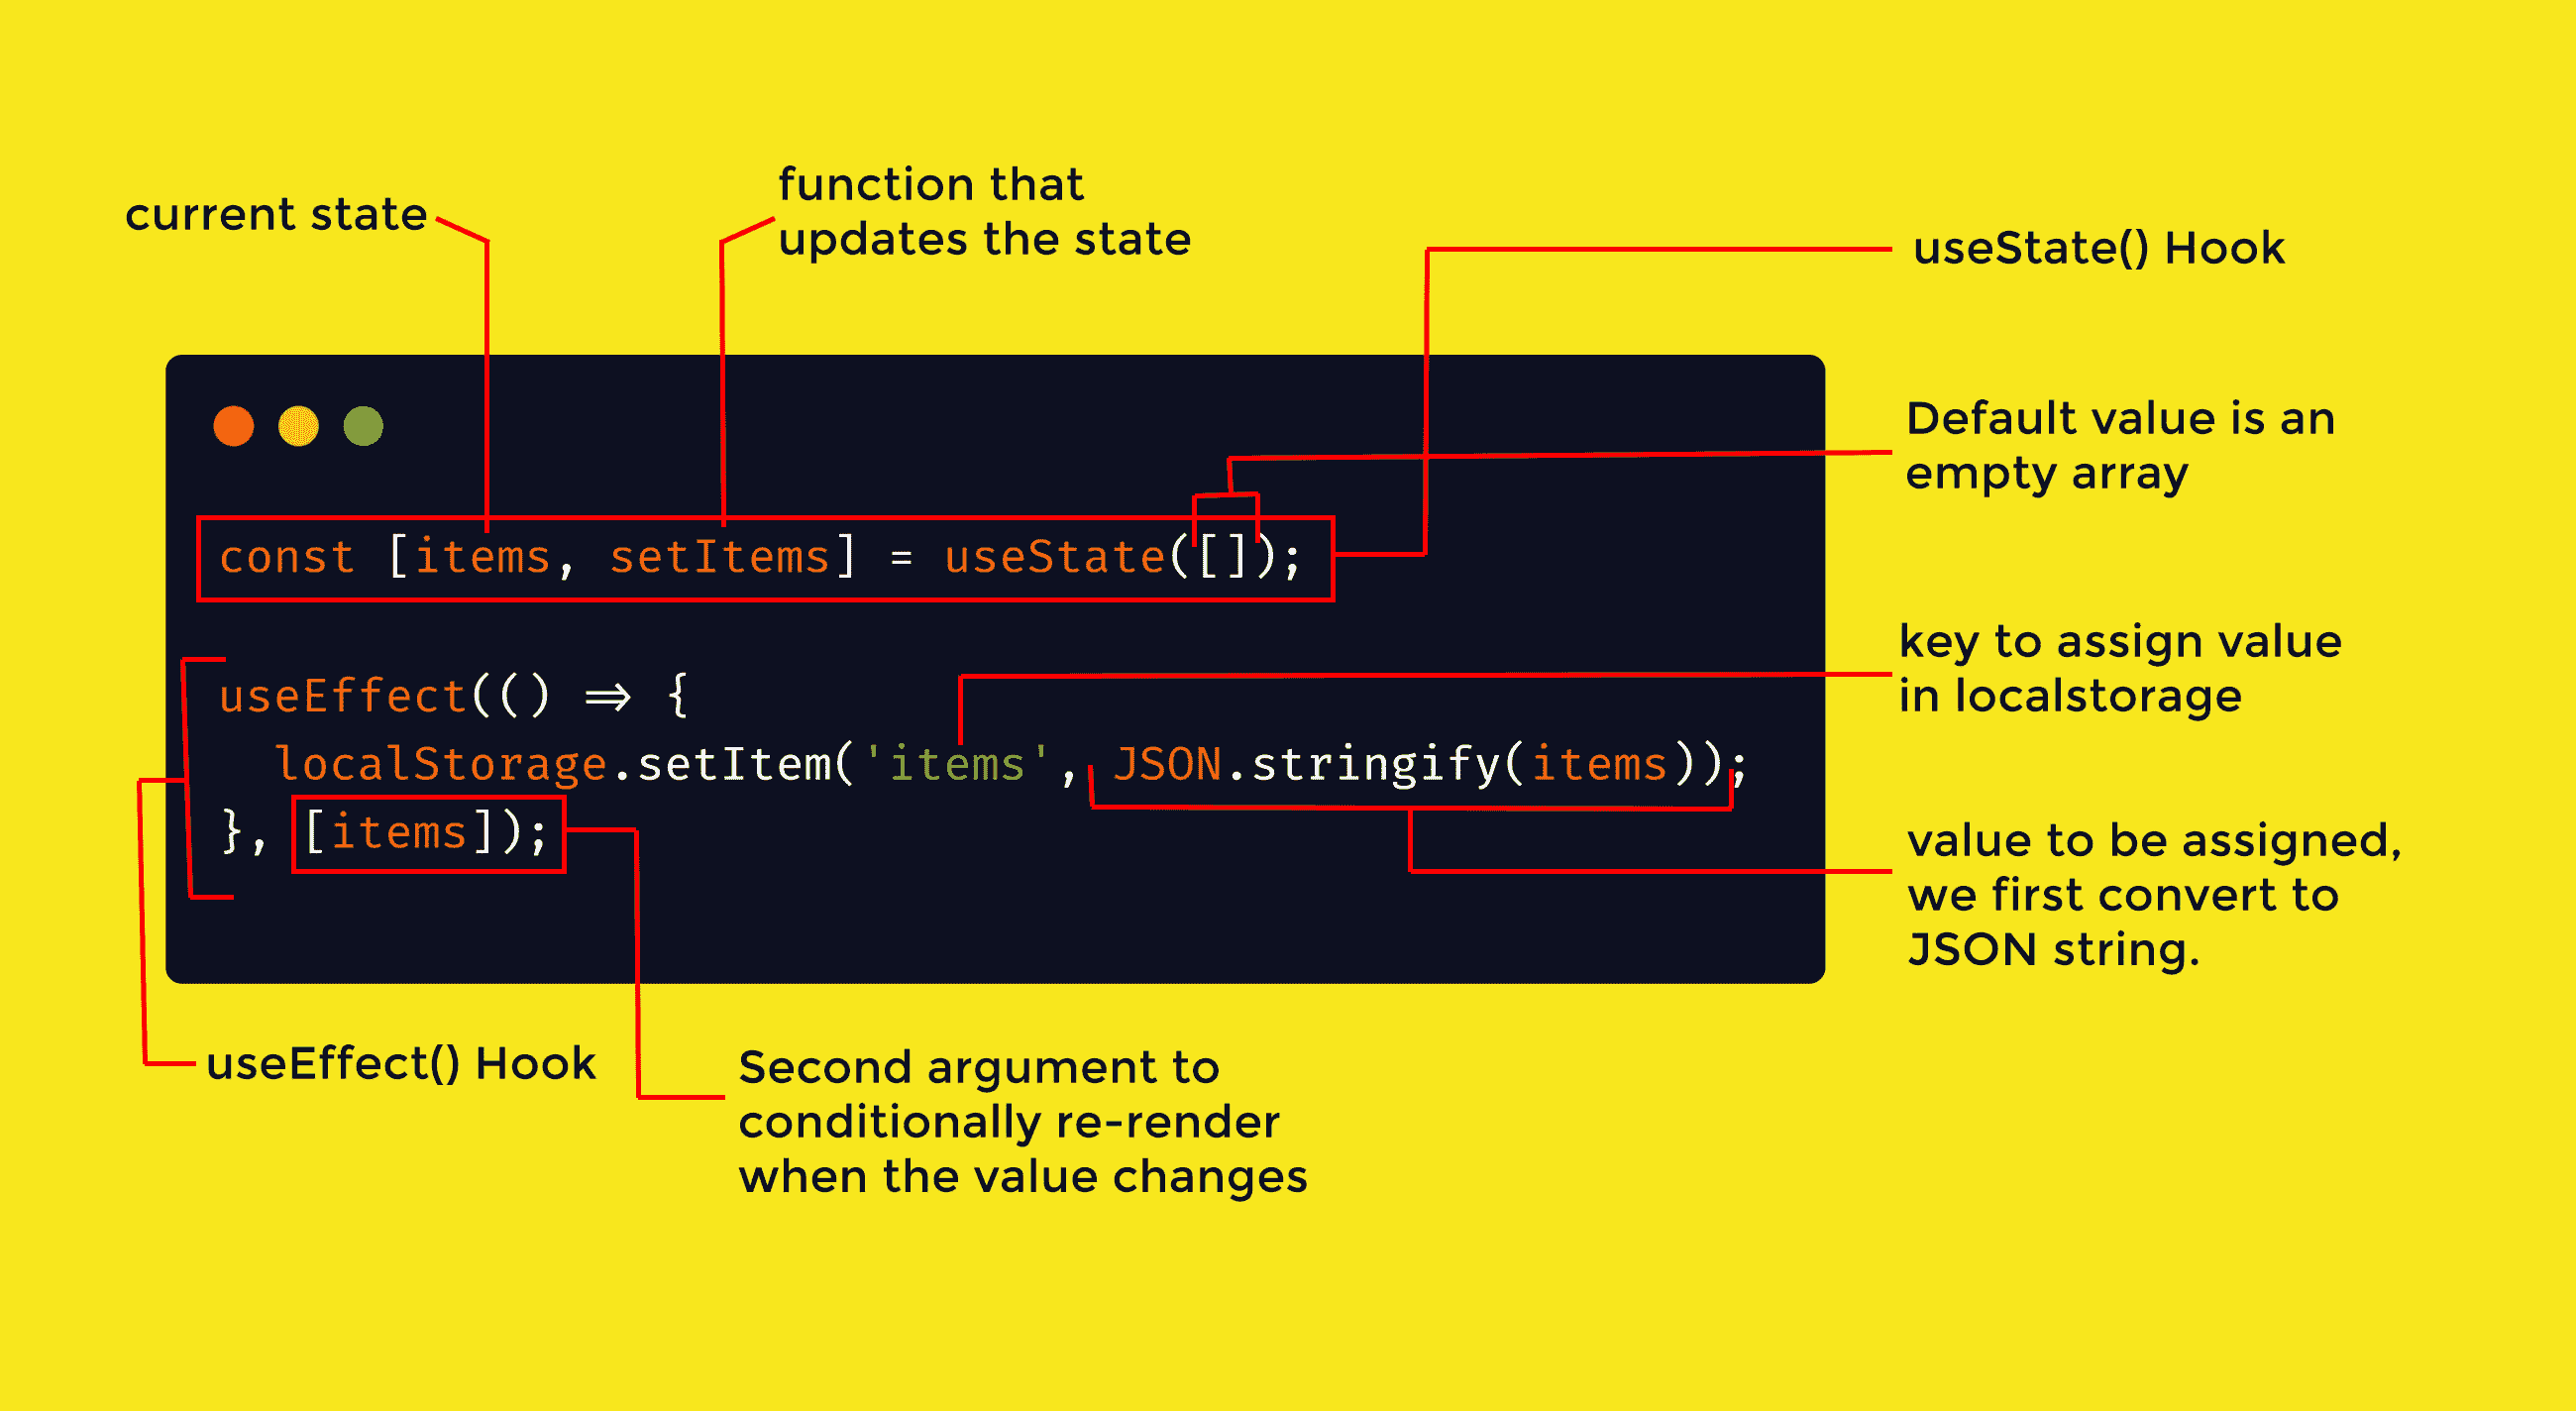 current state
function that
updates the state
useState() Hook
Default value is an
empty array
const [items, setItems] = useState([]);
key to assign value
in localstorage
useEffect(() => {
localStorage.setItem('items', JSON.stringify(items));
}, [items]);
value to be assigned,
we first convert to
JSON string.
useEffect() Hook
Second argument to
conditionally re-render
when the value changes